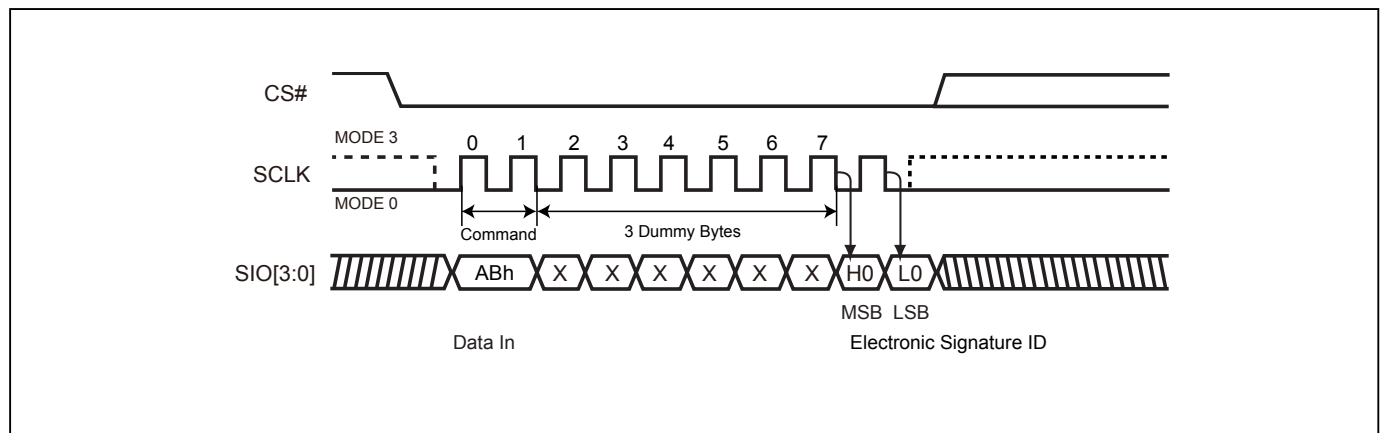 CS#
MODE 3
0 1 2 3 4 5 6 7
SCLK
MODE 0
Command
3 Dummy Bytes
SIO[3:0]
ABh X X X X X X H0 L0
MSB LSB
Data In
Electronic Signature ID